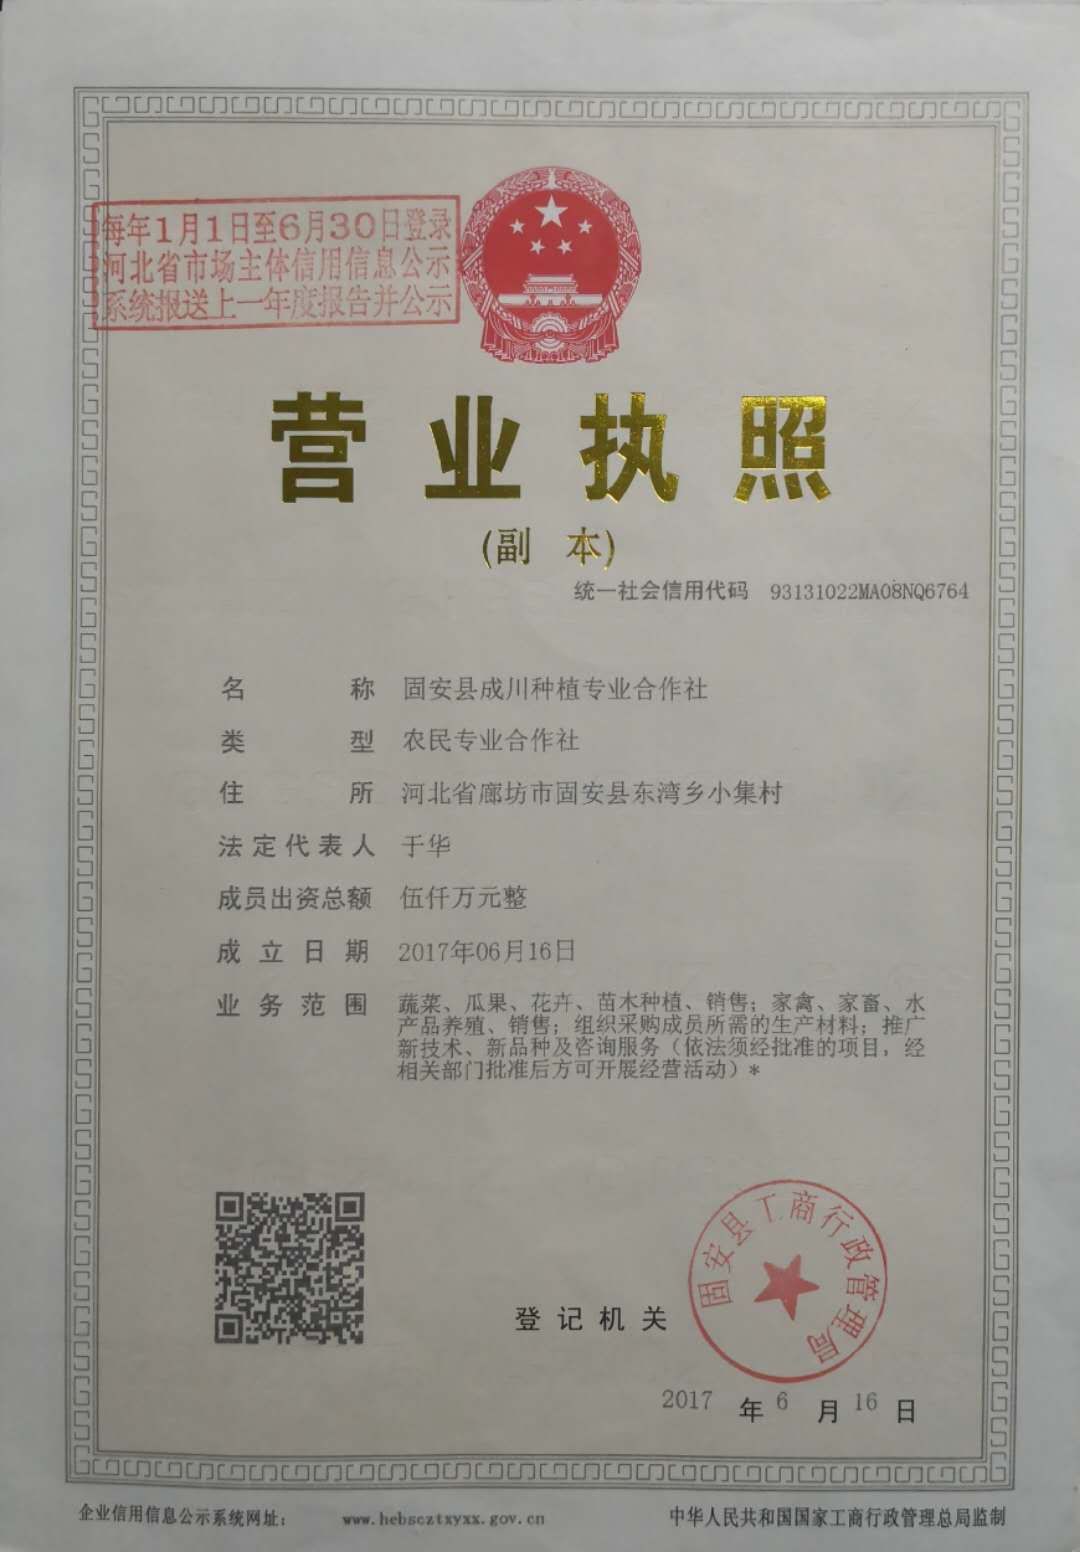 每年1月1日至6月30日登录
河北省市场主体信用信息公示
系统报送上一年度报告并公示
营业执照
(副 本)
统一社会信用代码 93131022MA08NQ6764
名 称 固安县成川种植专业合作社
类 型 农民专业合作社
住 所 河北省廊坊市固安县东湾乡小集村
法定代表人 于华
成员出资总额 伍仟万元整
成立日期 2017年06月16日
业务范围 蔬菜、瓜果、花卉、苗木种植、销售；家禽、家畜、水
产品养殖、销售；组织采购成员所需的生产材料；推广
新技术、新品种及咨询服务（依法须经批准的项目，经
相关部门批准后方可开展经营活动）*
固安县工商行政管理局
登记机关
2017 年 6 月 16 日
企业信用信息公示系统网址： www.hebscztxyxx.gov.cn 中华人民共和国国家工商行政管理总局监制